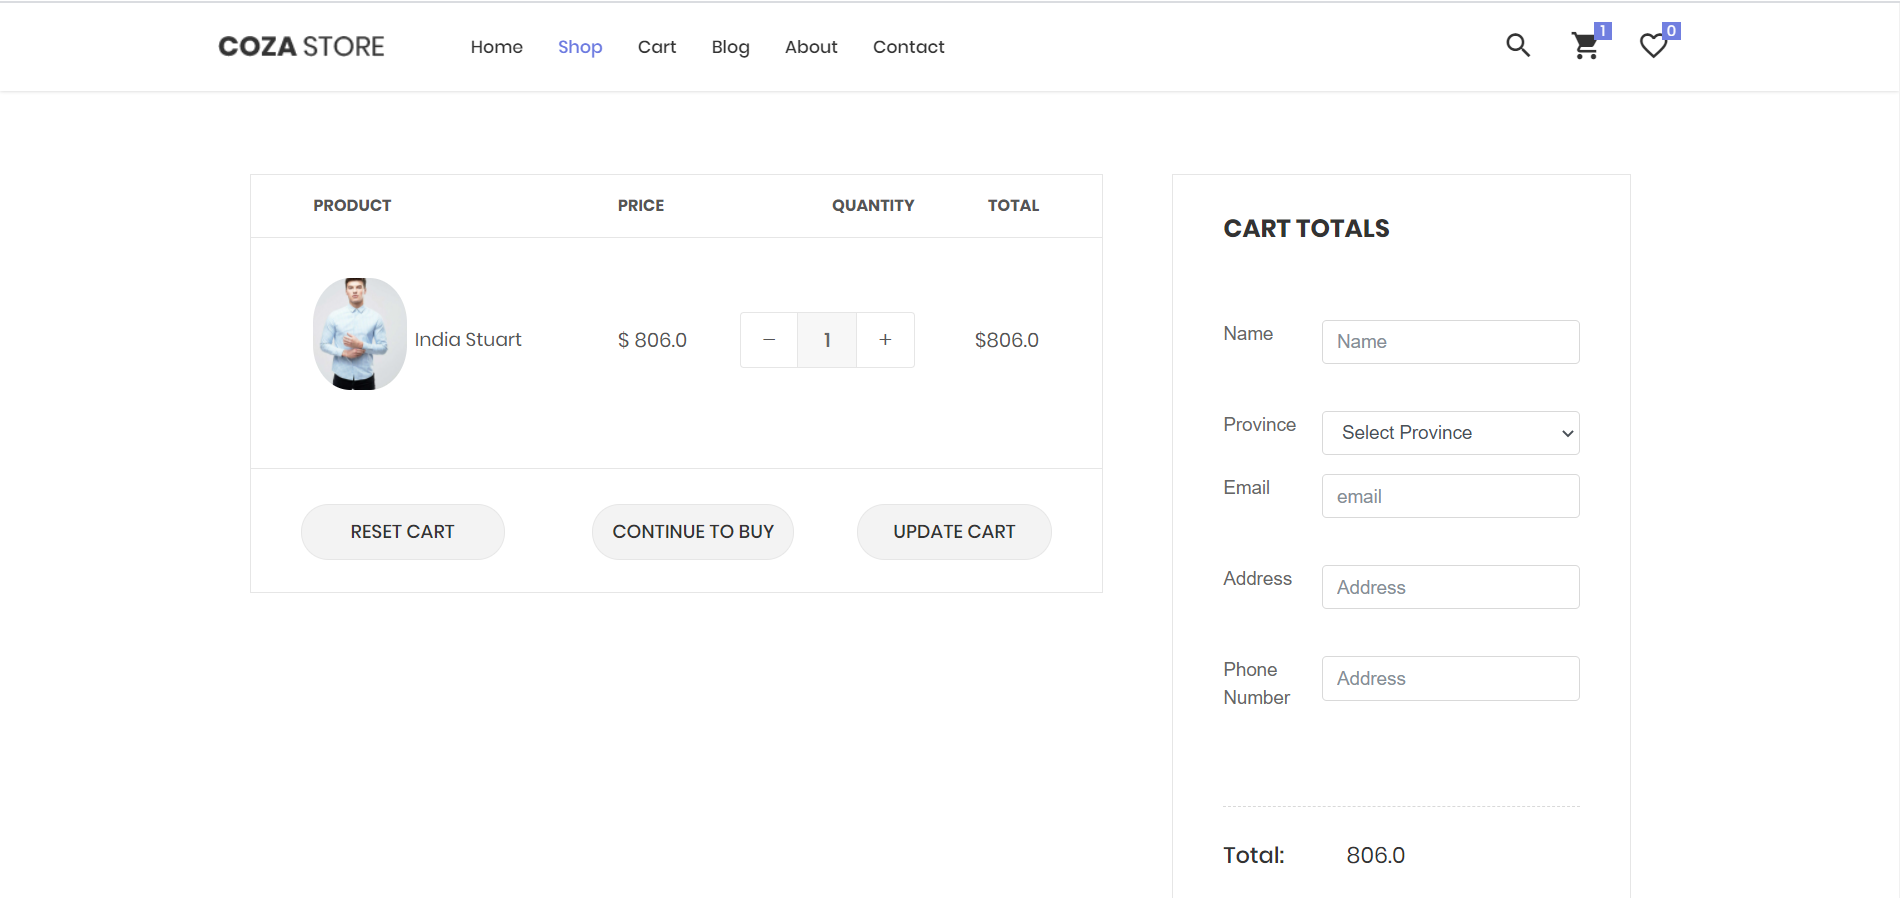 COZA STORE
Home Shop Cart Blog About Contact
1
0
PRODUCT PRICE QUANTITY TOTAL
India Stuart $ 806.0 − 1 + $806.0
RESET CART CONTINUE TO BUY UPDATE CART
CART TOTALS
Name Name
Province Select Province
Email email
Address Address
Phone
Number
Address
Total: 806.0